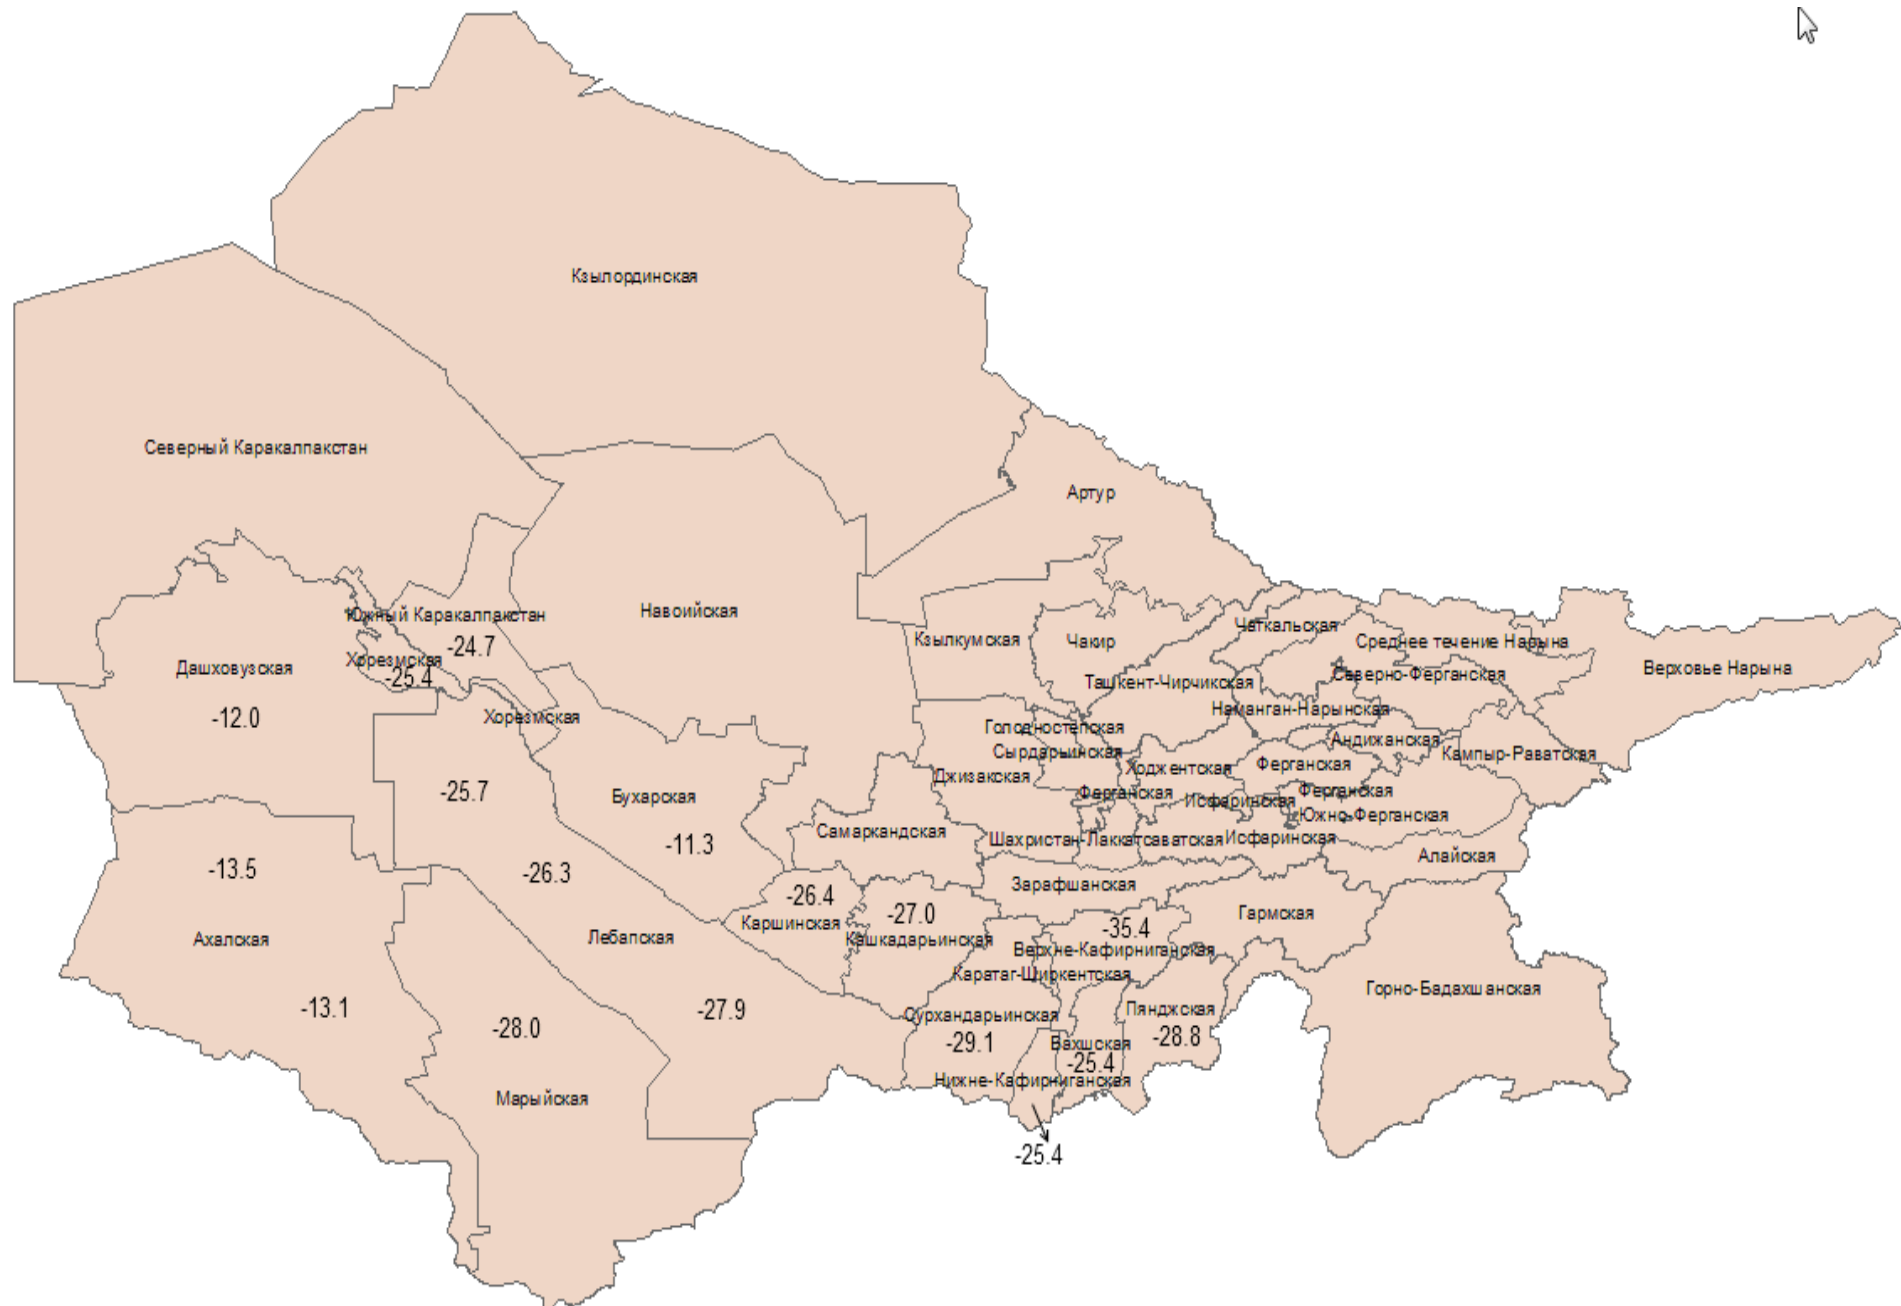 Кзылординская
Северный Каракалпакстан
Артур
Навоийская
Южный Каракалпакстан
-24.7
Хорезмская
-25.4
Дашховузская
-12.0
Кзылкумская
Чакир
Чаткальская
Среднее течение Нарына
Верховье Нарына
Северно-Ферганская
Ташкент-Чирчикская
Наманган-Нарынская
Хорезмская
Голодностепская
Сырдарьинская
Андижанская
Кампыр-Раватская
Джизакская
Ходжентская
Ферганская
-25.7
Бухарская
-11.3
Ферганская
Исфаринская
Ферганская
Южно-Ферганская
Самаркандская
Шахристан-Лаккатсаватская
Исфаринская
Алайская
-13.5
-26.3
Зарафшанская
-26.4
Каршинская
-27.0
Кашкадарьинская
-35.4
Верхне-Кафирниганская
Гармская
Ахалская
Лебапская
Каратаг-Ширкентская
Горно-Бадахшанская
-13.1
-28.0
-27.9
Сурхандарьинская
-29.1
Пянджская
-28.8
Вахшская
-25.4
Нижне-Кафирниганская
Марыйская
-25.4